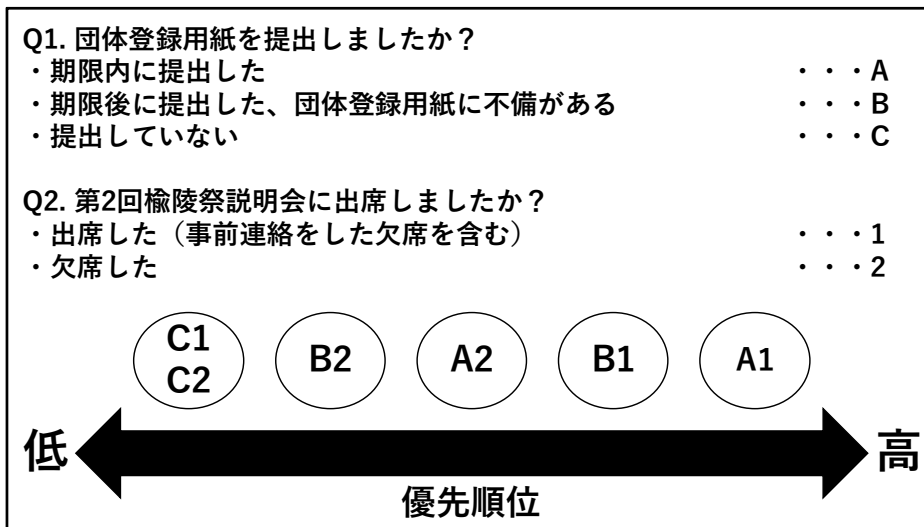 Q1. 団体登録用紙を提出しましたか？
・期限内に提出した ・・・A
・期限後に提出した、団体登録用紙に不備がある ・・・B
・提出していない ・・・C
Q2. 第2回楡陵祭説明会に出席しましたか？
・出席した（事前連絡をした欠席を含む） ・・・1
・欠席した ・・・2
C1
C2
B2
A2
B1
A1
低
高
優先順位